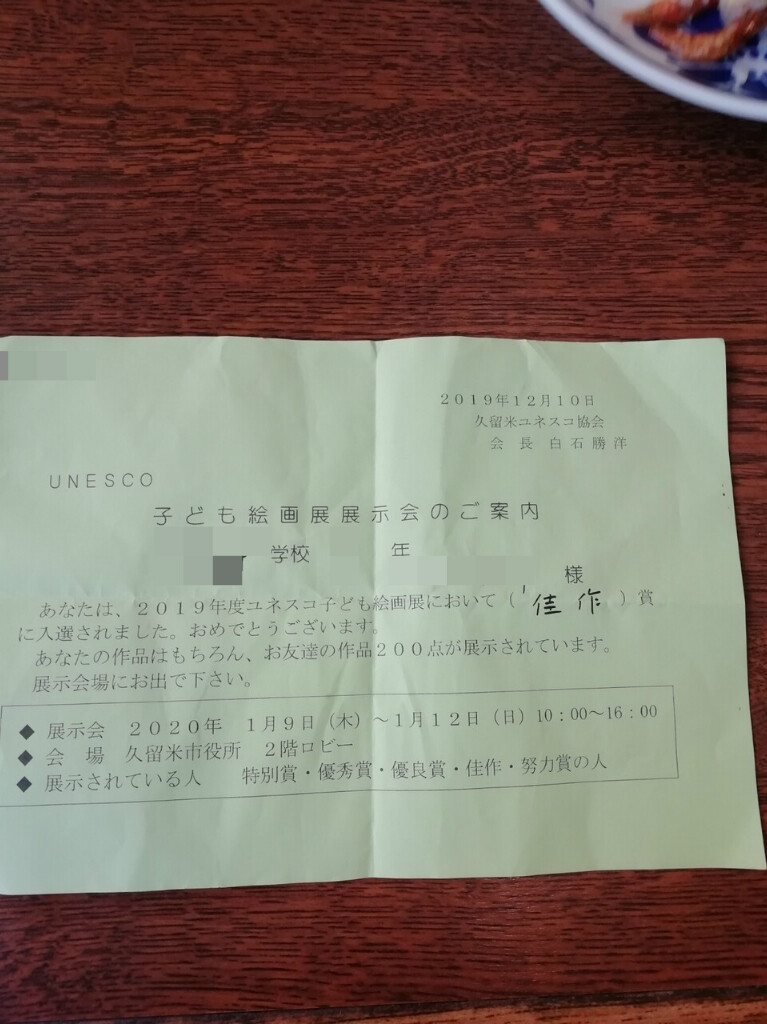 ２０１９年１２月１０日
久留米ユネスコ協会
会 長 白 石 勝 洋
UNESCO
子ども絵画展展示会のご案内
学校 年
様
あなたは、２０１９年度ユネスコ子ども絵画展において（佳 作）賞
に入選されました。おめでとうございます。
あなたの作品はもちろん、お友達の作品２００点が展示されています。
展示会場にお出で下さい。
◆ 展示会 ２０２０年 １月９日（木）～１月１２日（日）10：00～16：00
◆ 会 場 久留米市役所 ２階ロビー
◆ 展示されている人 特別賞・優秀賞・優良賞・佳作・努力賞の人